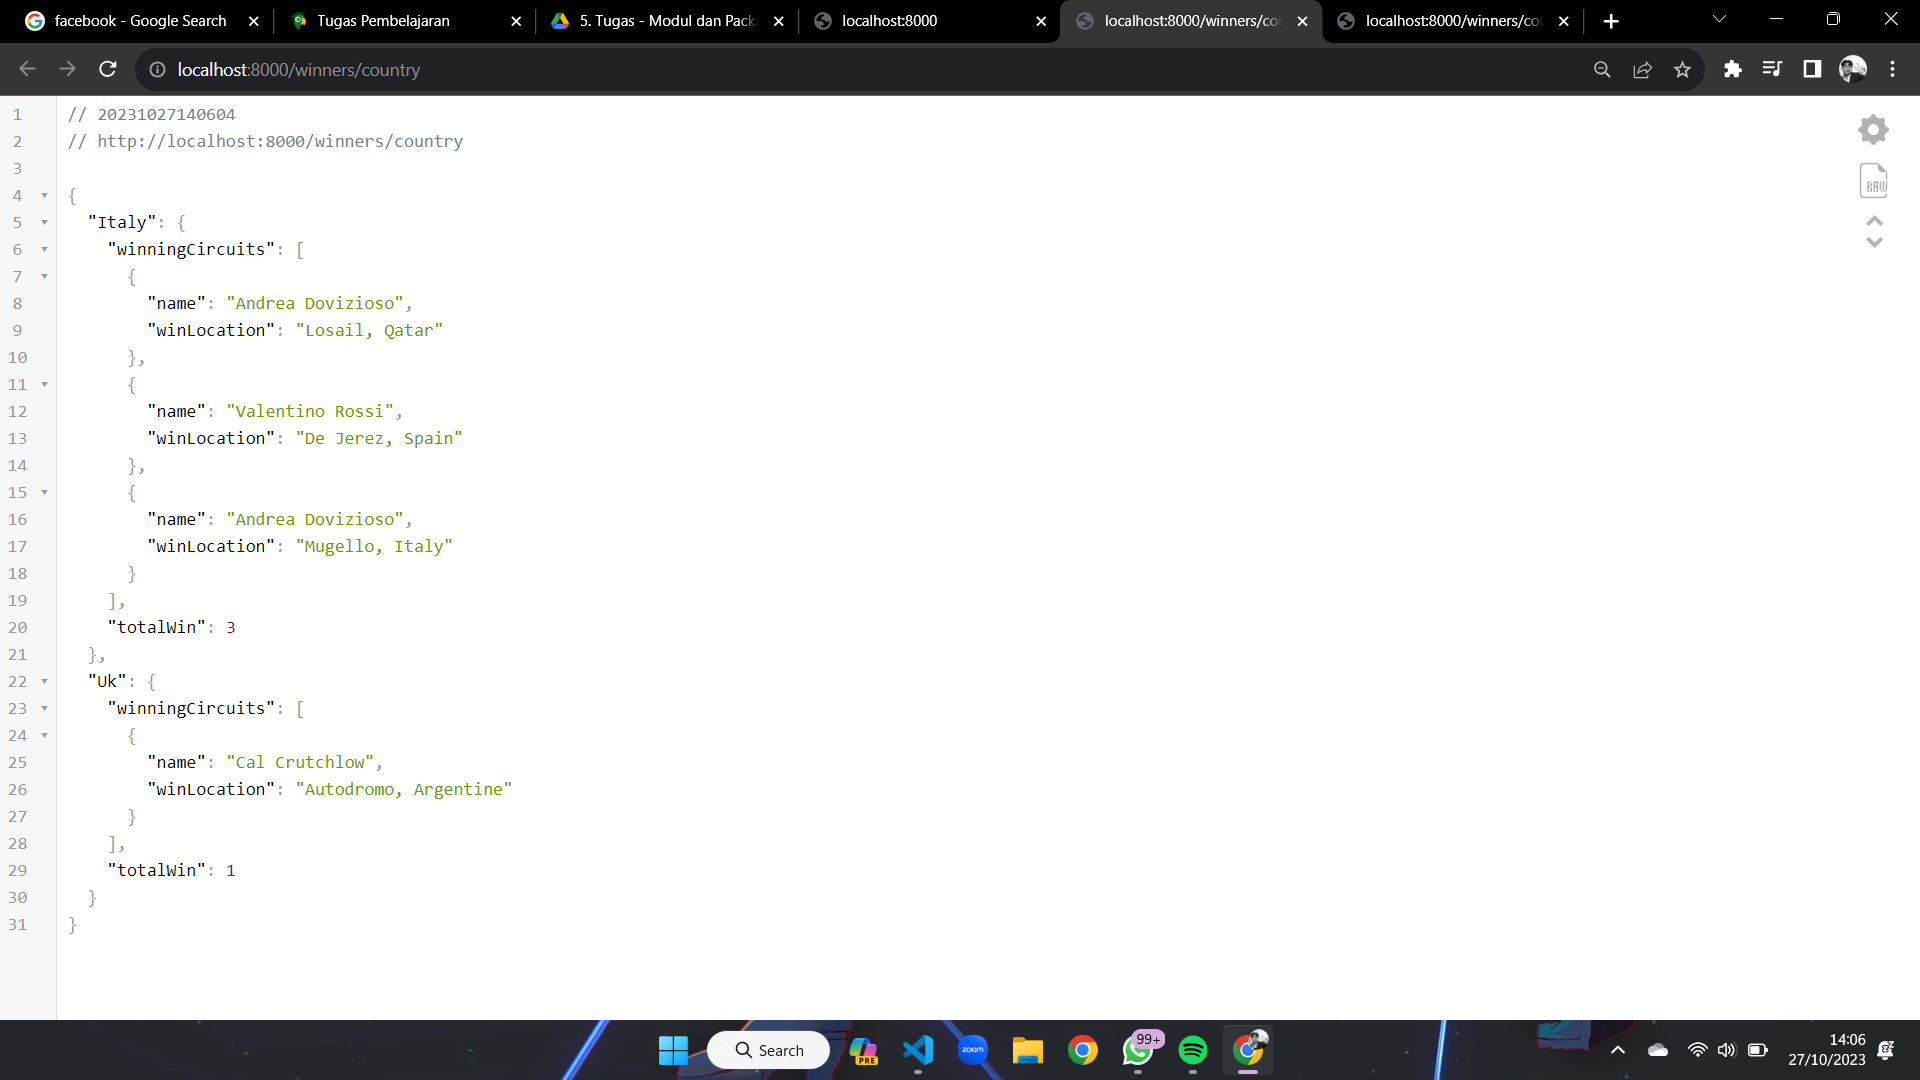 facebook - Google Search
Tugas Pembelajaran
5. Tugas - Modul dan Pack
localhost:8000
localhost:8000/winners/co
localhost:8000/winners/co
localhost:8000/winners/country
1 // 20231027140604
2 // http://localhost:8000/winners/country
3
4 {
5 "Italy": {
6 "winningCircuits": [
7 {
8 "name": "Andrea Dovizioso",
9 "winLocation": "Losail, Qatar"
10 },
11 {
12 "name": "Valentino Rossi",
13 "winLocation": "De Jerez, Spain"
14 },
15 {
16 "name": "Andrea Dovizioso",
17 "winLocation": "Mugello, Italy"
18 }
19 ],
20 "totalWin": 3
21 },
22 "Uk": {
23 "winningCircuits": [
24 {
25 "name": "Cal Crutchlow",
26 "winLocation": "Autodromo, Argentine"
27 }
28 ],
29 "totalWin": 1
30 }
31 }
RAW
Search
PRE
zoom
99+
14:06
27/10/2023